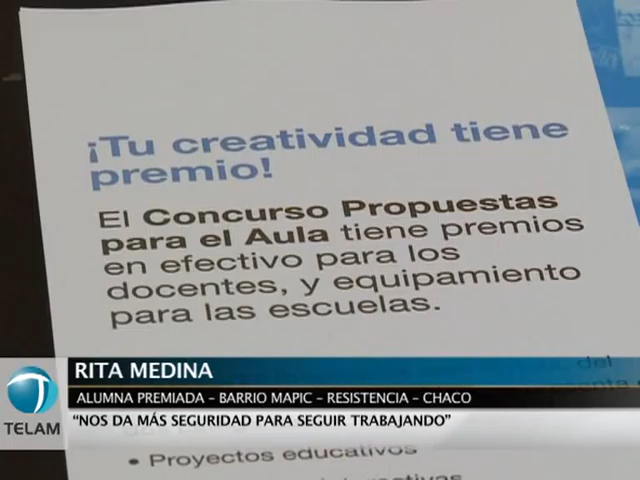 ¡Tu creatividad tiene
premio!
El Concurso Propuestas
para el Aula tiene premios
en efectivo para los
docentes, y equipamiento
para las escuelas.
del
RITA MEDINA
ALUMNA PREMIADA – BARRIO MAPIC – RESISTENCIA – CHACO
"NOS DA MÁS SEGURIDAD PARA SEGUIR TRABAJANDO"
TELAM
• Proyectos educativos